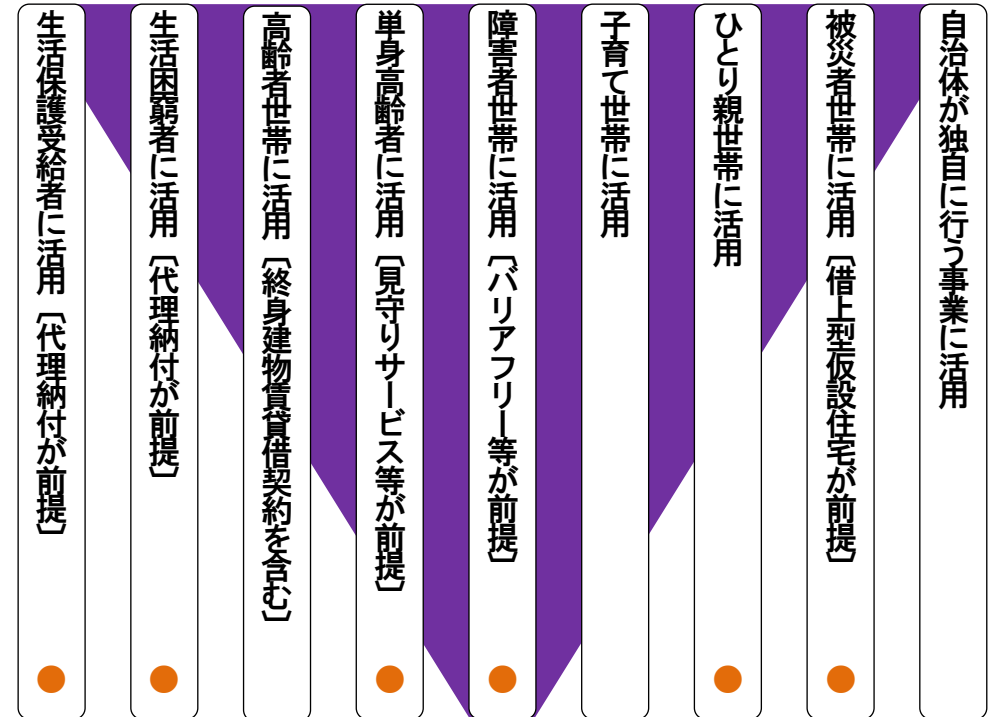 自治体が独自に行う事業に活用
被災者世帯に活用〔借上型仮設住宅が前提〕
ひとり親世帯に活用
子育て世帯に活用
障害者世帯に活用〔バリアフリー等が前提〕
単身高齢者に活用〔見守りサービス等が前提〕
高齢者世帯に活用〔終身建物賃貸借契約を含む〕
生活困窮者に活用〔代理納付が前提〕
生活保護受給者に活用〔代理納付が前提〕